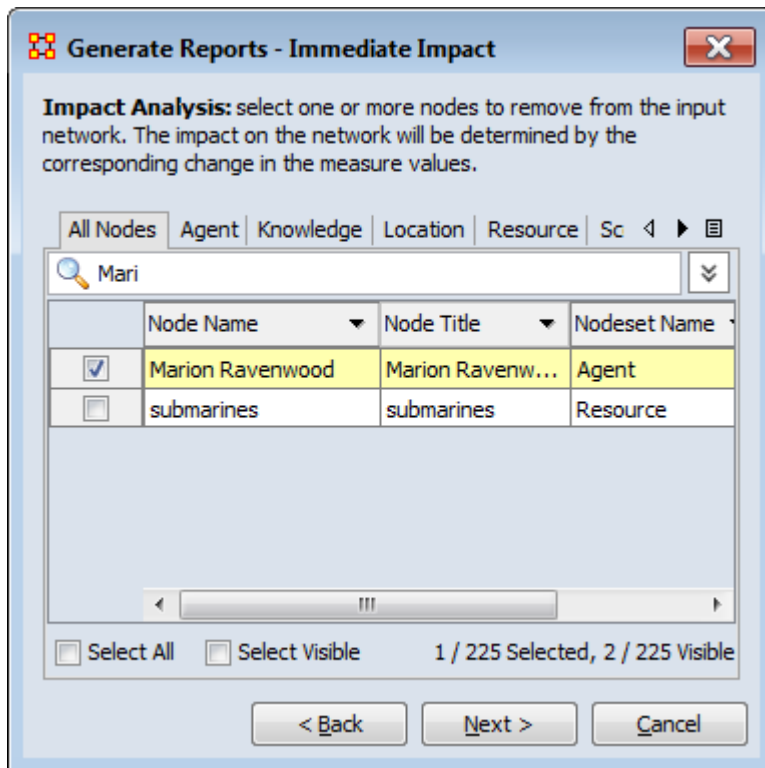 Generate Reports - Immediate Impact
Impact Analysis: select one or more nodes to remove from the input
network. The impact on the network will be determined by the
corresponding change in the measure values.
All Nodes Agent Knowledge Location Resource Sc
Mari
Node Name Node Title Nodeset Name
Marion Ravenwood Marion Ravenw... Agent
submarines submarines Resource
Select All Select Visible 1 / 225 Selected, 2 / 225 Visible
< Back Next > Cancel